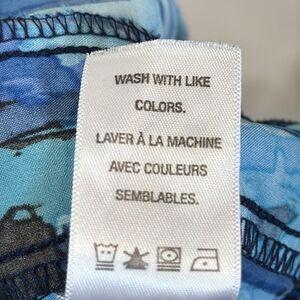 WASH WITH LIKE
COLORS.
LAVER À LA MACHINE
AVEC COULEURS
SEMBLABLES.